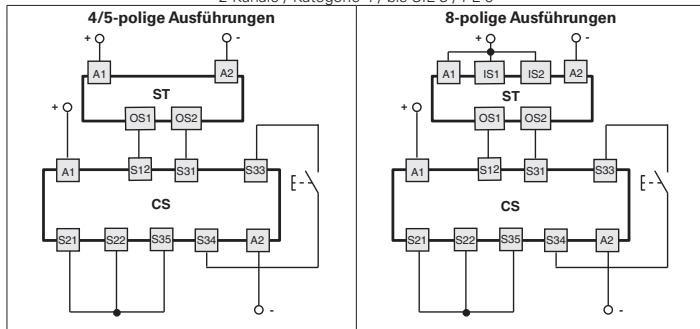 4/5-polige Ausführungen
+ -
A1 A2
ST
OS1 OS2
+
A1 S12 S31 S33
CS
E
S21 S22 S35 S34 A2
-
8-polige Ausführungen
+ -
A1 IS1 IS2 A2
ST
OS1 OS2
+
A1 S12 S31 S33
CS
E
S21 S22 S35 S34 A2
-